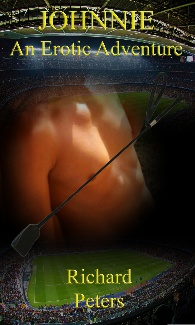 JOHNNIE
An Erotic Adventure
Richard
Peters